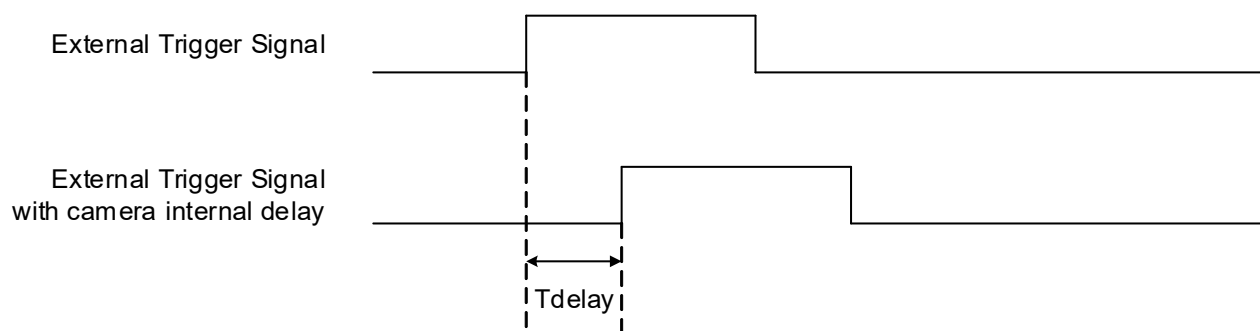 External Trigger Signal
External Trigger Signal
with camera internal delay
Tdelay